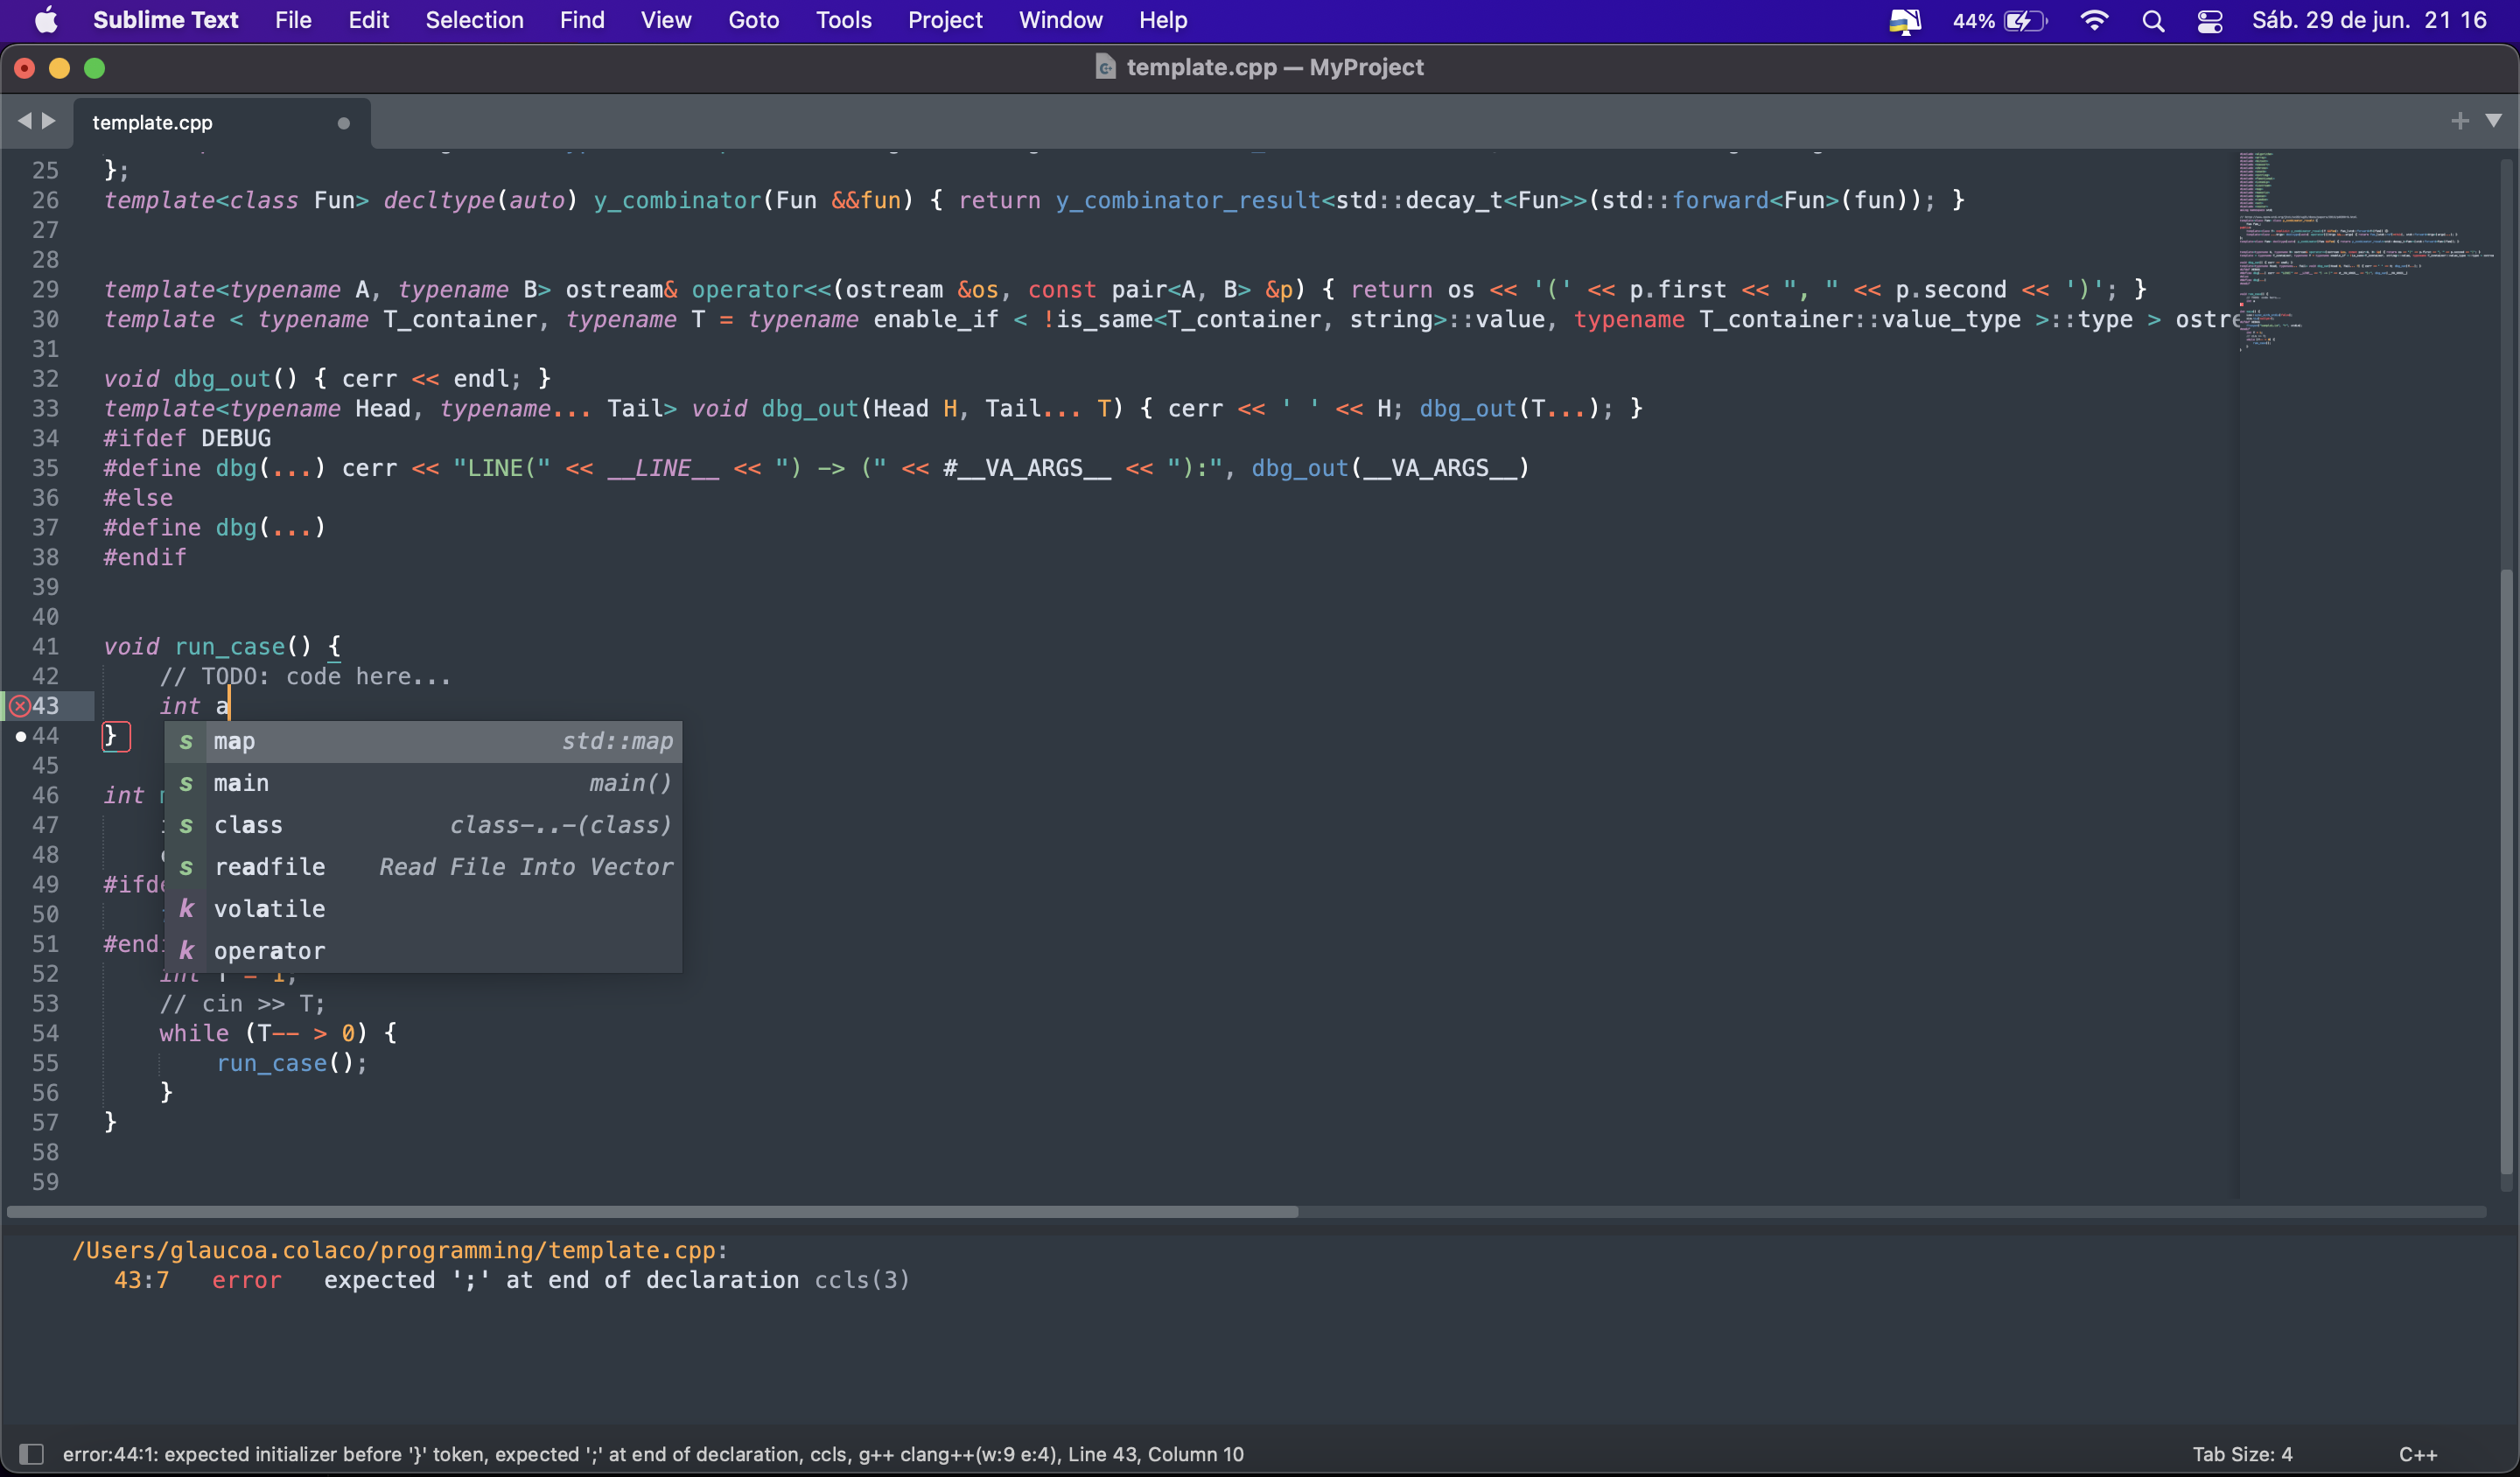 Sublime Text File Edit Selection Find View Goto Tools Project Window Help 44% Sáb. 29 de jun. 21 16
template.cpp — MyProject
template.cpp
25 };
26 template<class Fun> decltype(auto) y_combinator(Fun &&fun) { return y_combinator_result<std::decay_t<Fun>>(std::forward<Fun>(fun)); }
27
28
29 template<typename A, typename B> ostream& operator<<(ostream &os, const pair<A, B> &p) { return os << '(' << p.first << ", " << p.second << ')'; }
30 template < typename T_container, typename T = typename enable_if < !is_same<T_container, string>::value, typename T_container::value_type >::type > ostre
31
32 void dbg_out() { cerr << endl; }
33 template<typename Head, typename... Tail> void dbg_out(Head H, Tail... T) { cerr << ' ' << H; dbg_out(T...); }
34 #ifdef DEBUG
35 #define dbg(...) cerr << "LINE(" << __LINE__ << ") -> (" << #__VA_ARGS__ << "):", dbg_out(__VA_ARGS__)
36 #else
37 #define dbg(...)
38 #endif
39
40
41 void run_case() {
42 // TODO: code here...
43 int a
44 }
map std::map
45
main main()
46 int
47
class class-..-(class)
48
readfile Read File Into Vector
49 #ifde
volatile
50
operator
51 #end
52 int T = 1;
53 // cin >> T;
54 while (T-- > 0) {
55 run_case();
56 }
57 }
58
59
/Users/glaucoa.colaco/programming/template.cpp:
43:7 error expected ';' at end of declaration ccls(3)
error:44:1: expected initializer before '}' token, expected ';' at end of declaration, ccls, g++ clang++(w:9 e:4), Line 43, Column 10 Tab Size: 4 C++